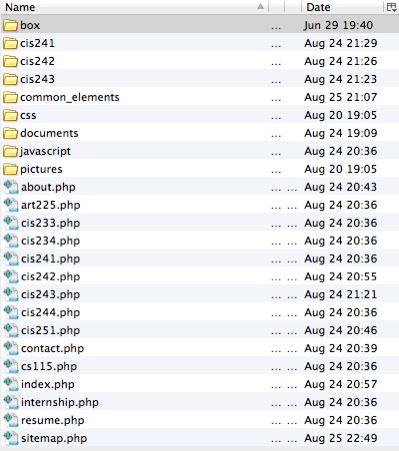 Name Date
box ... Jun 29 19:40
cis241 ... Aug 24 21:29
cis242 ... Aug 24 21:26
cis243 ... Aug 24 21:23
common_elements ... Aug 25 21:07
css ... Aug 20 19:05
documents ... Aug 24 19:09
javascript ... Aug 24 20:36
pictures ... Aug 20 19:05
about.php ... ... Aug 24 20:43
art225.php ... ... Aug 24 20:36
cis233.php ... ... Aug 24 20:36
cis234.php ... ... Aug 24 20:36
cis241.php ... ... Aug 24 20:36
cis242.php ... ... Aug 24 20:55
cis243.php ... ... Aug 24 21:21
cis244.php ... ... Aug 24 20:36
cis251.php ... ... Aug 24 20:46
contact.php ... ... Aug 24 20:39
cs115.php ... ... Aug 24 20:36
index.php ... ... Aug 24 20:57
internship.php ... ... Aug 24 20:36
resume.php ... ... Aug 24 20:36
sitemap.php ... ... Aug 25 22:49